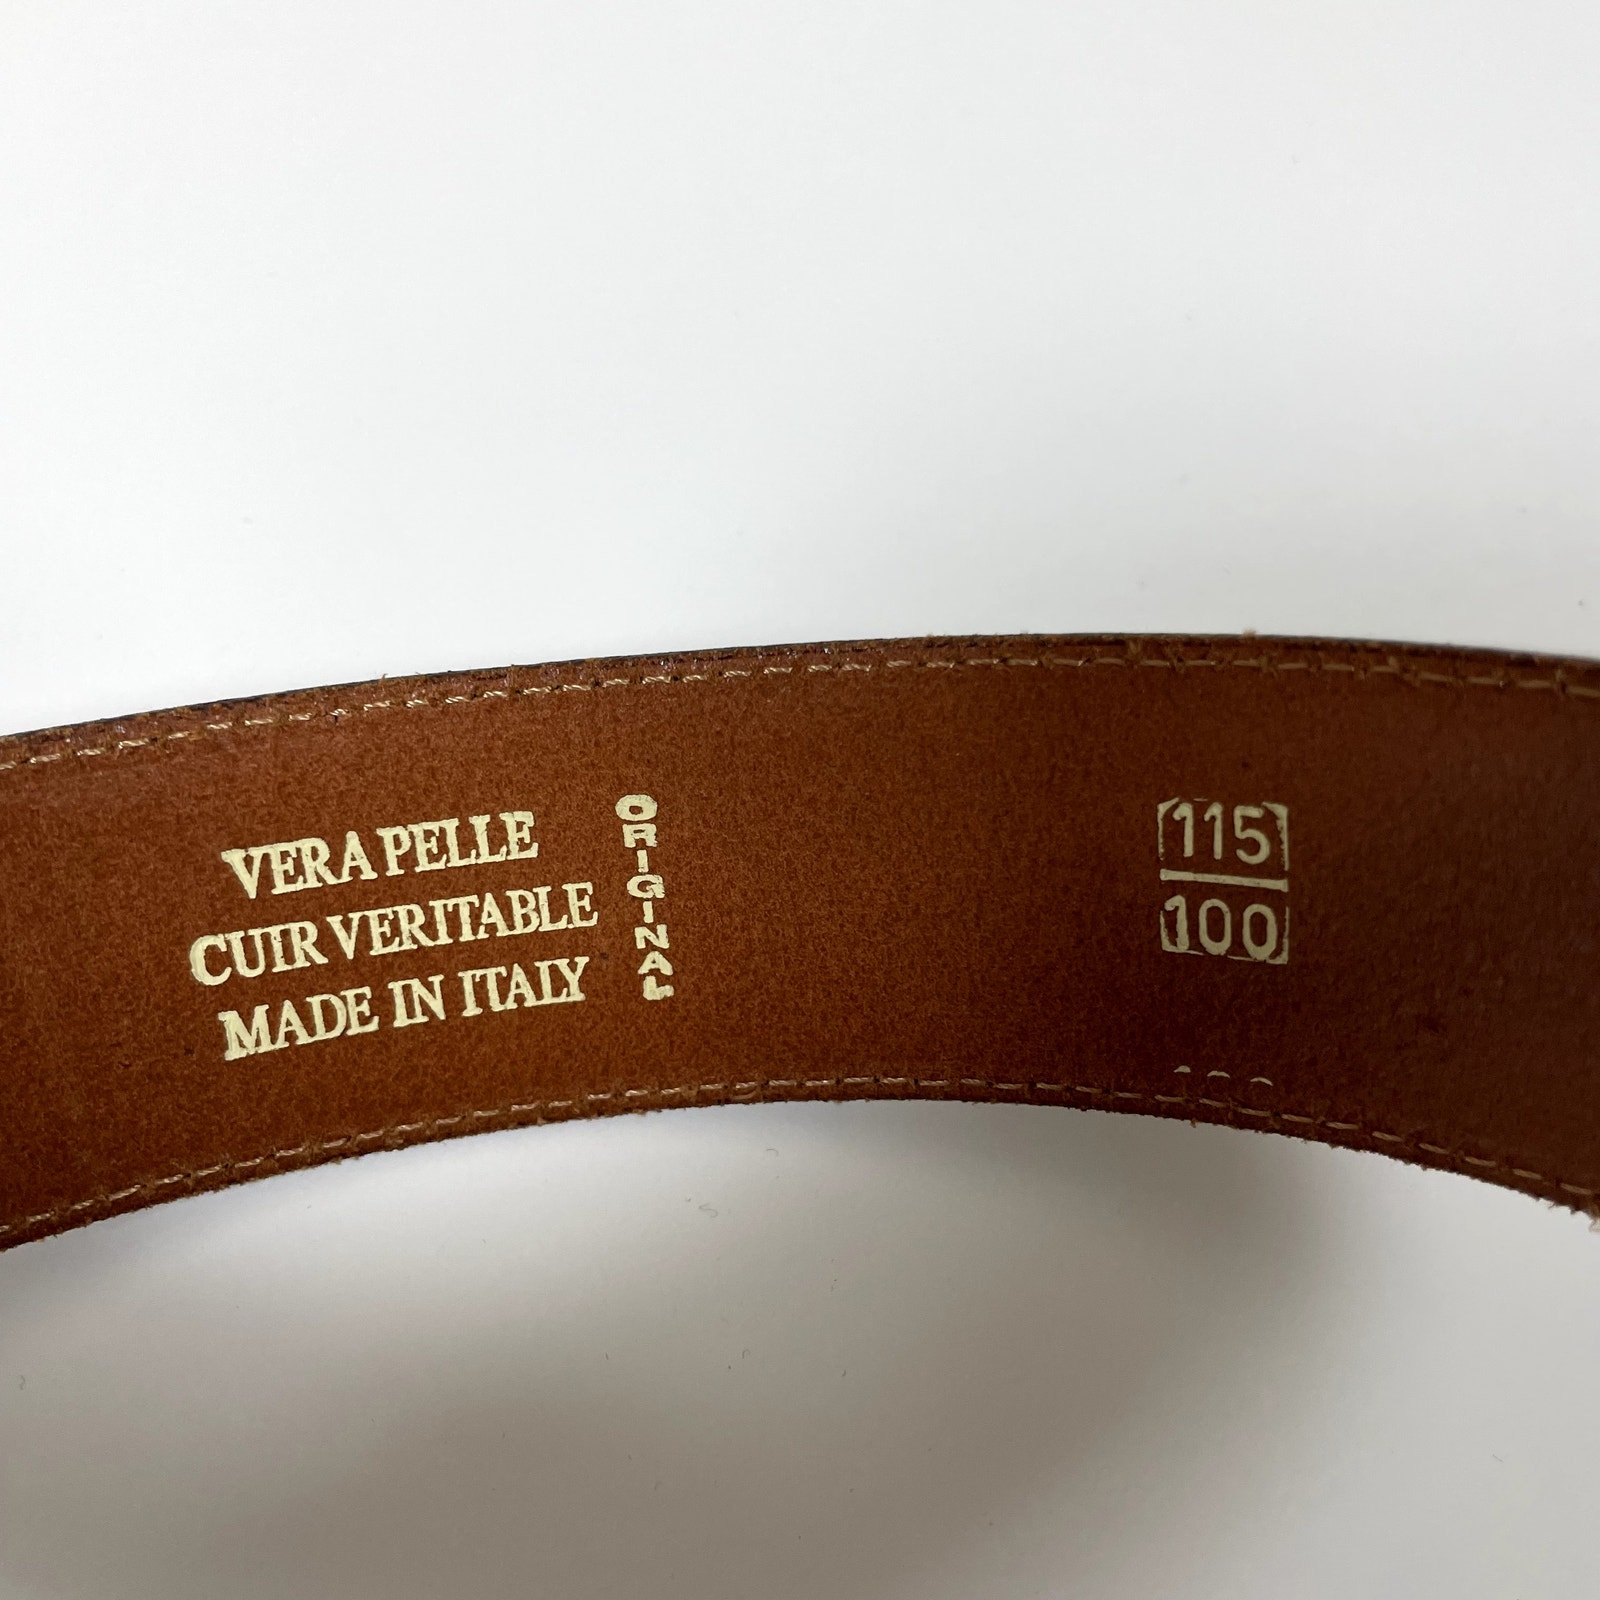 VERA PELLE
CUIR VERITABLE
MADE IN ITALY
ORIGINAL
115
100